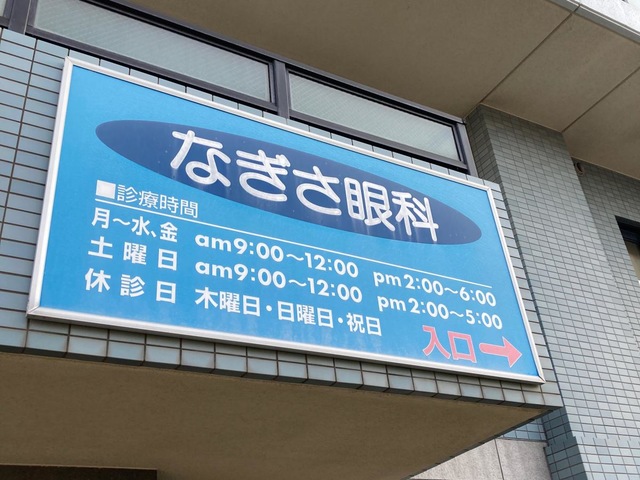 なぎさ眼科
■診療時間
月～水、金 am9:00～12:00 pm2:00～6:00
土曜日 am9:00～12:00 pm2:00～5:00
休診日 木曜日・日曜日・祝日
入口→